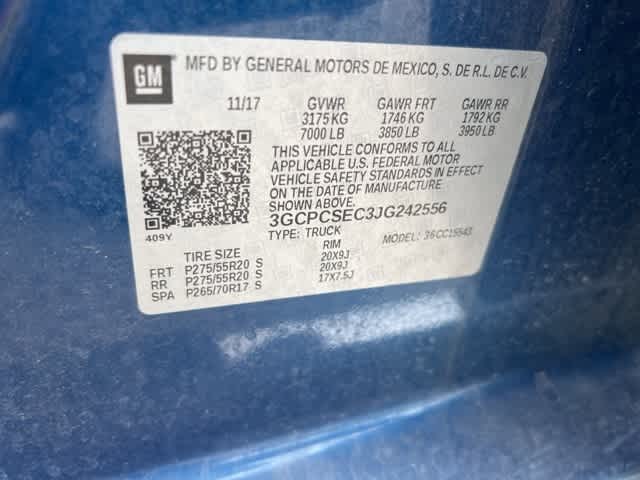 GM MFD BY GENERAL MOTORS DE MEXICO, S. DE R.L. DE C.V.
11/17 GVWR GAWR FRT GAWR RR
3175 KG 1746 KG 1792 KG
7000 LB 3850 LB 3950 LB
THIS VEHICLE CONFORMS TO ALL
APPLICABLE U.S. FEDERAL MOTOR
VEHICLE SAFETY STANDARDS IN EFFECT
ON THE DATE OF MANUFACTURE
SHOWN ABOVE.
3GCPCSEC3JG242556
409Y TYPE: TRUCK MODEL: 36CC15543
TIRE SIZE RIM
FRT P275/55R20 S 20X9J
RR P275/55R20 S 20X9J
SPA P265/70R17 S 17X7.5J